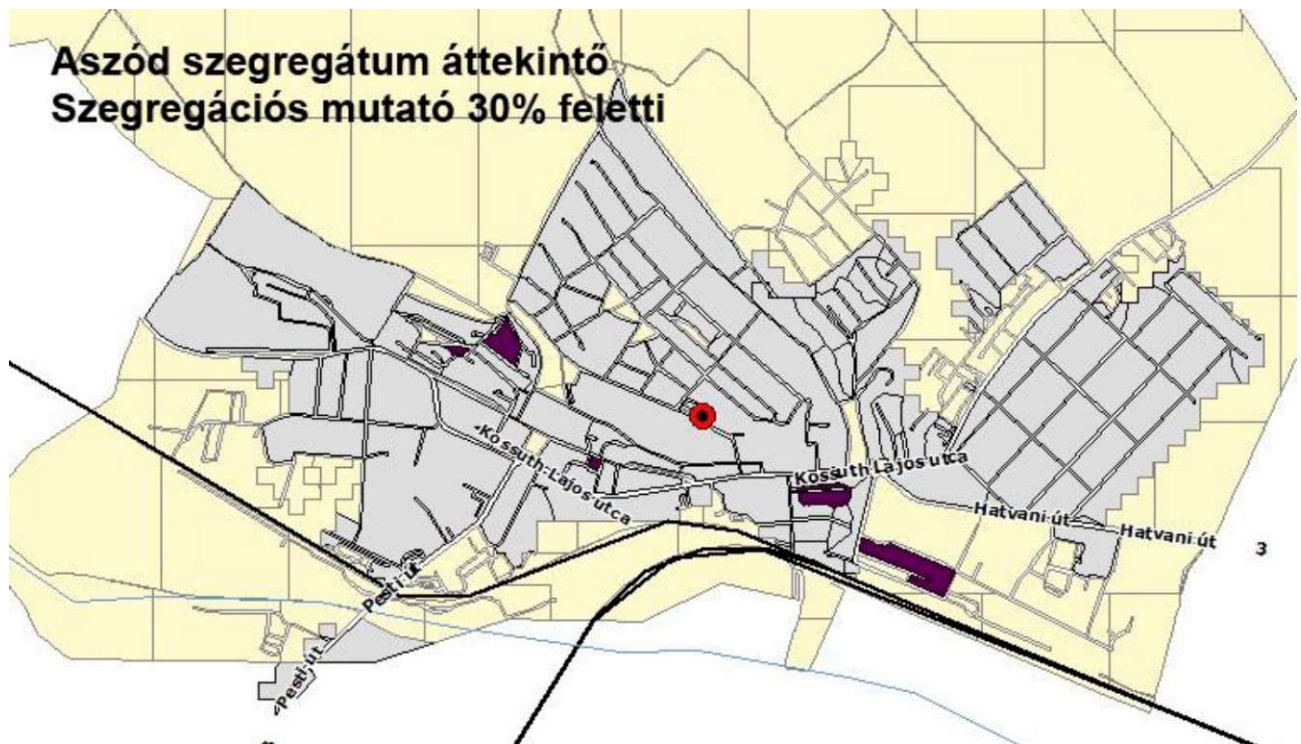 Aszód szegregátum áttekintő
Szegregációs mutató 30% feletti
Kossuth Lajos utca
Kossuth Lajos utca
Hatvani út
Hatvani út
3
Pesti út
Pesti út